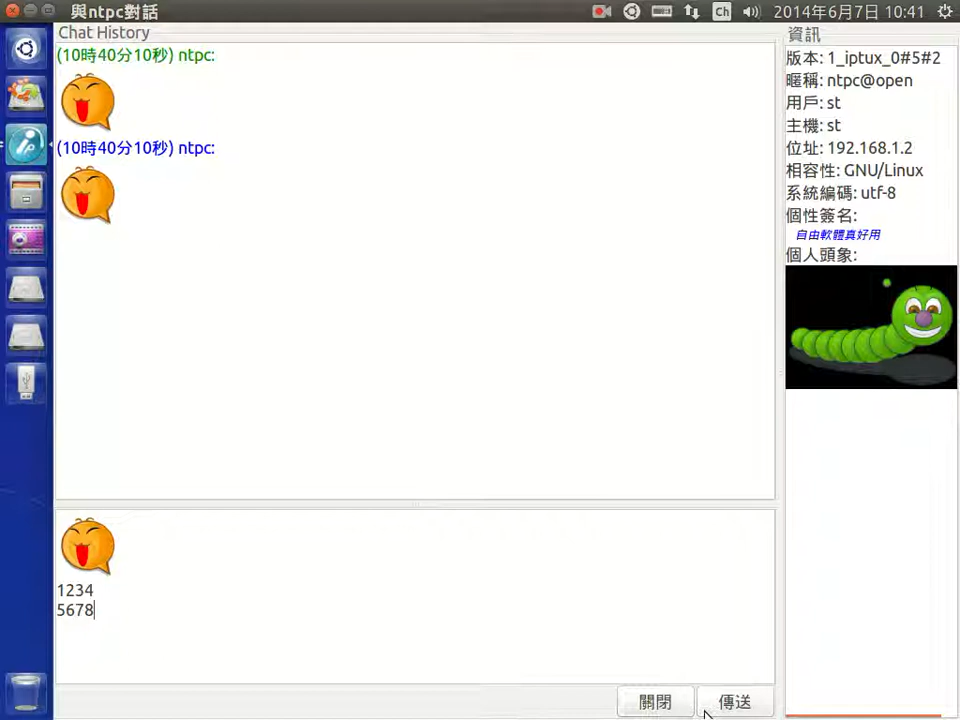 與ntpc對話
Ch
2014年6月7日 10:41
Chat History
(10時40分10秒) ntpc:
(10時40分10秒) ntpc:
1234
5678
關閉
傳送
資訊
版本: 1_iptux_0#5#2
暱稱: ntpc@open
用戶: st
主機: st
位址: 192.168.1.2
相容性: GNU/Linux
系統編碼: utf-8
個性簽名:
自由軟體真好用
個人頭象: